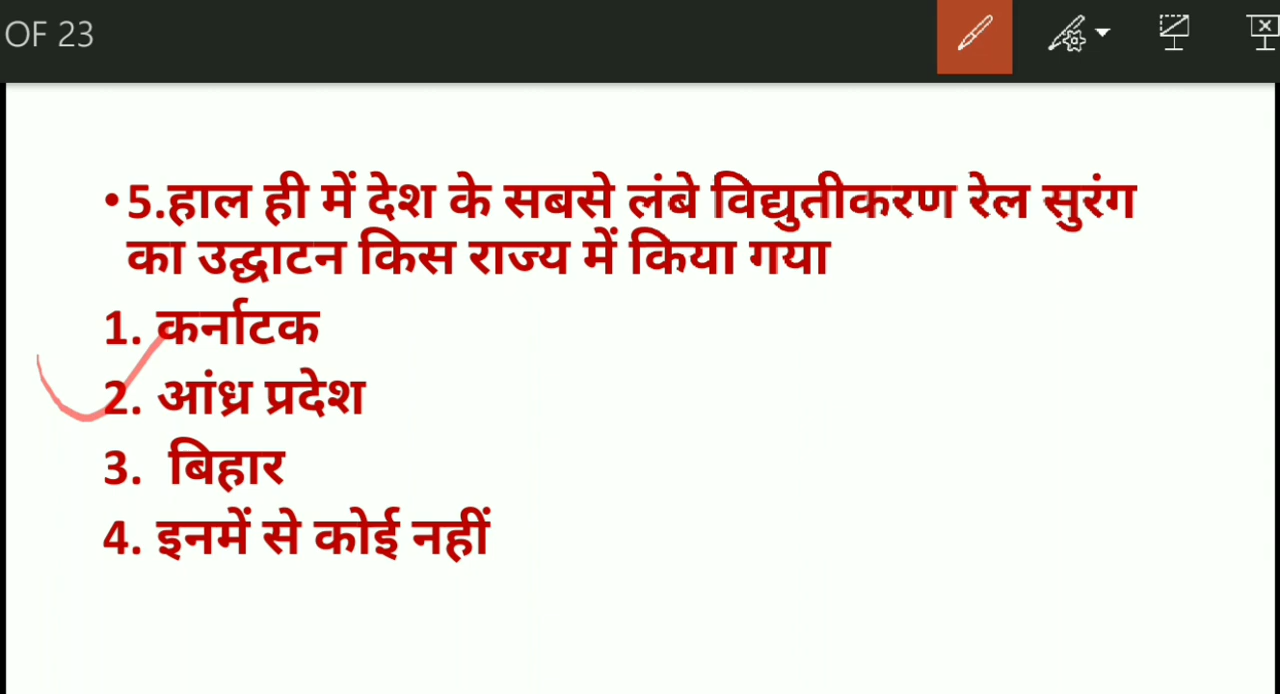 OF 23
•5.हाल ही में देश के सबसे लंबे विद्युतीकरण रेल सुरंग
का उद्घाटन किस राज्य में किया गया
1. कर्नाटक
2. आंध्र प्रदेश
3. बिहार
4. इनमें से कोई नहीं